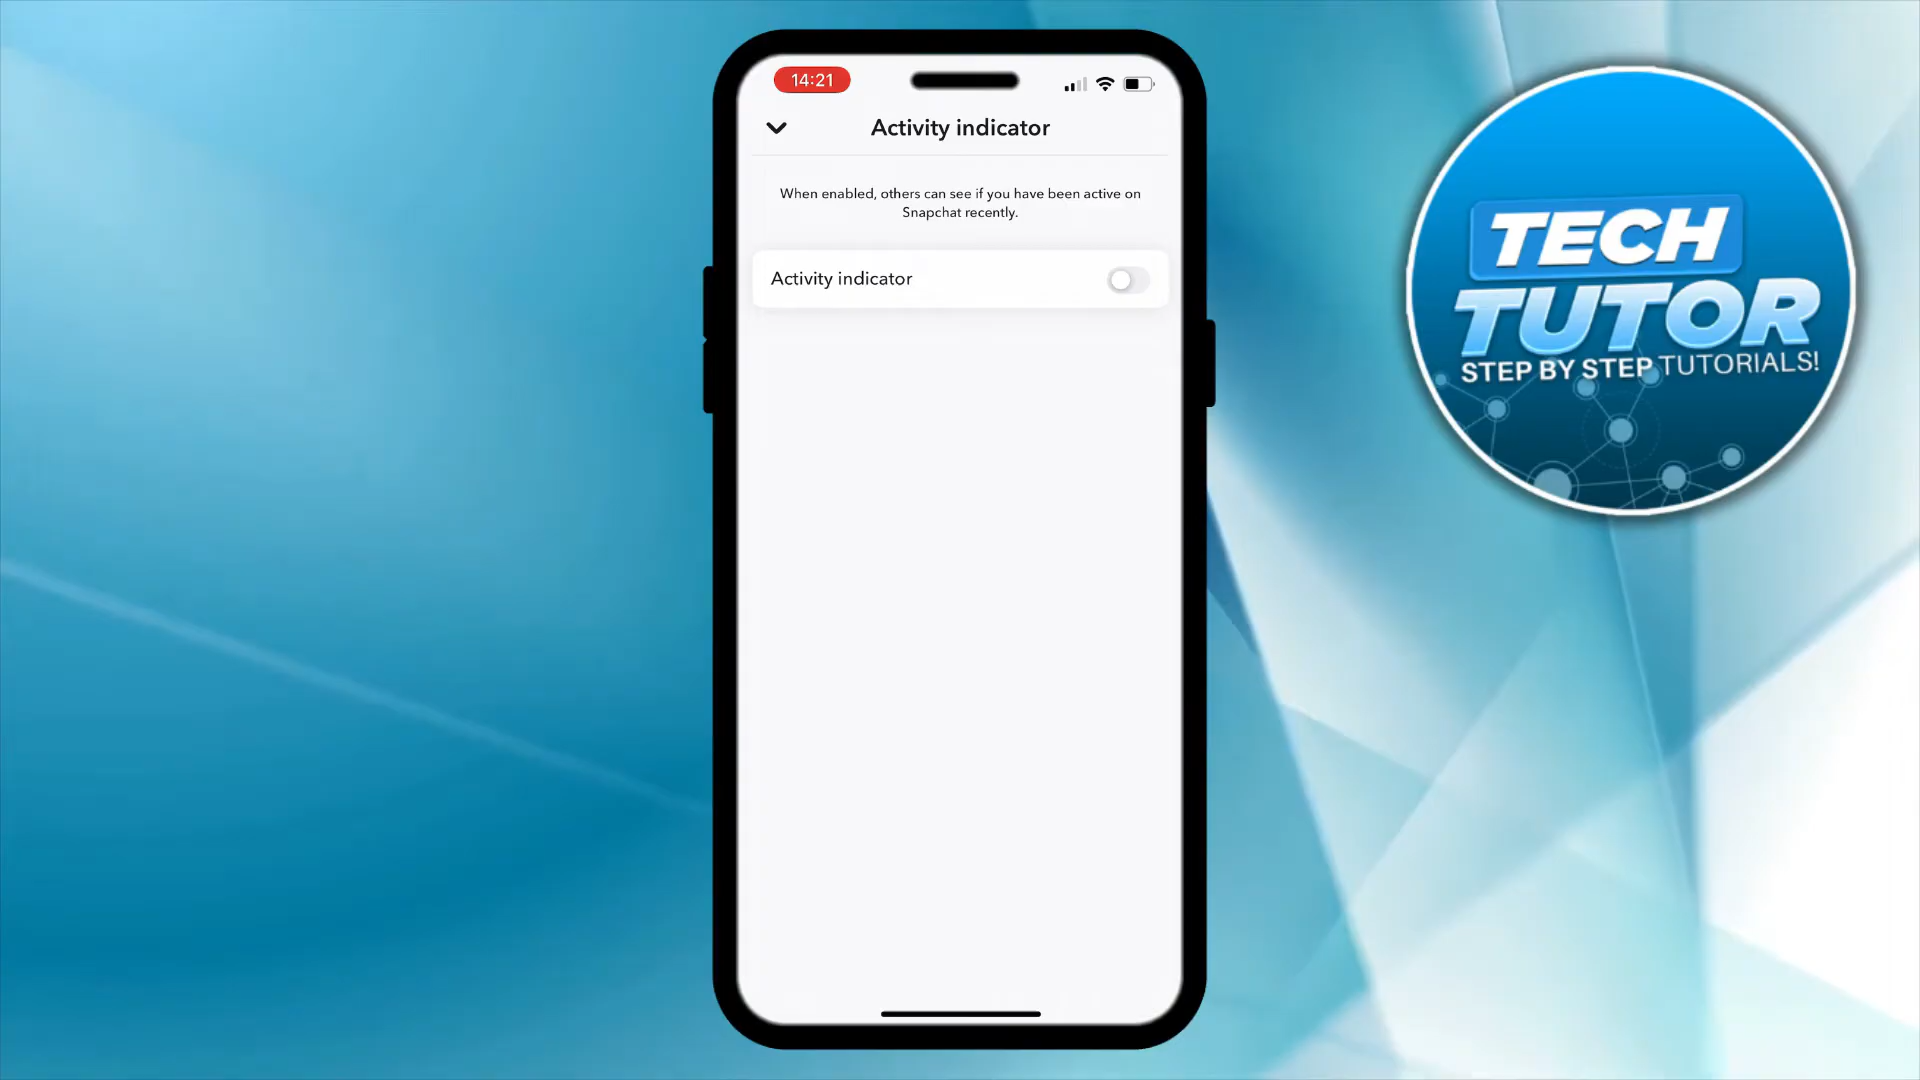 14:21
Activity indicator
When enabled, others can see if you have been active on
Snapchat recently.
Activity indicator
TECH
TUTOR
STEP BY STEP TUTORIALS!